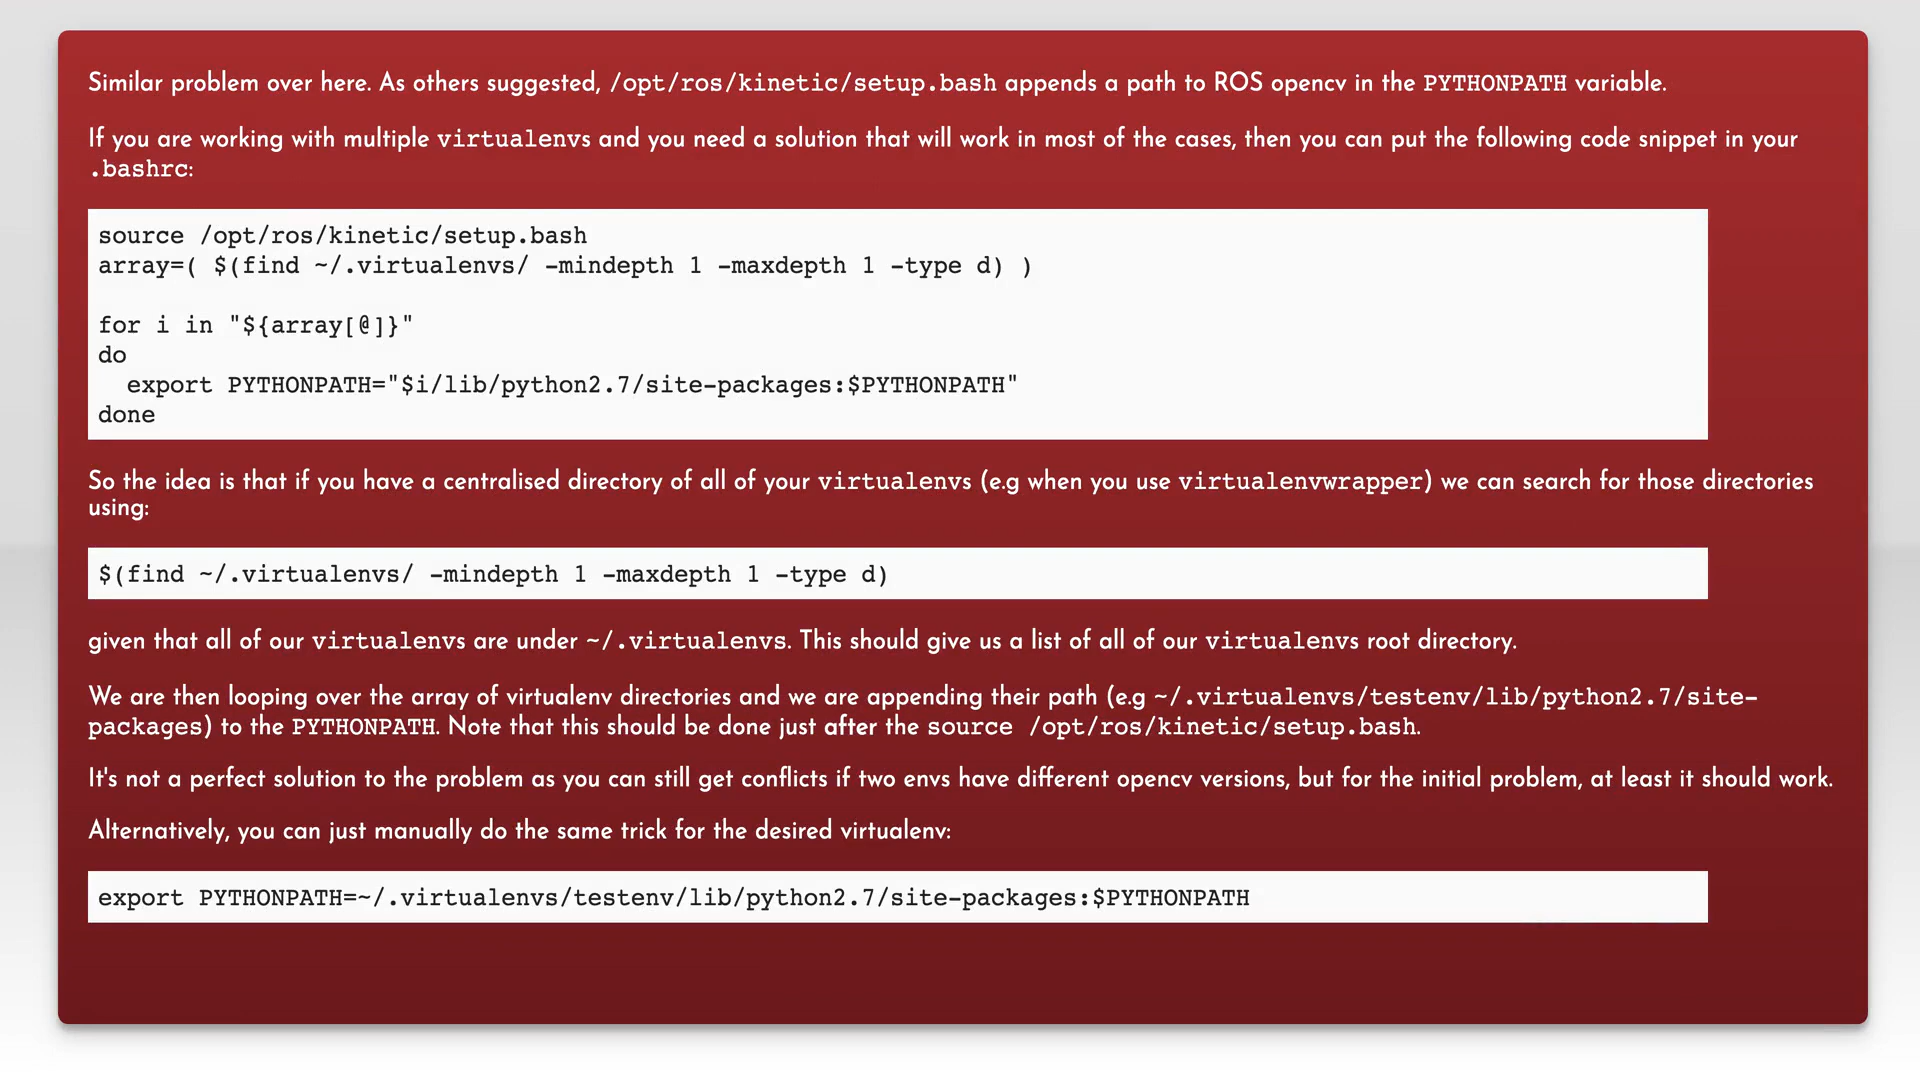 Similar problem over here. As others suggested, /opt/ros/kinetic/setup.bash appends a path to ROS opencv in the PYTHONPATH variable.
If you are working with multiple virtualenvs and you need a solution that will work in most of the cases, then you can put the following code snippet in your
.bashrc:
source /opt/ros/kinetic/setup.bash
array=( $(find ~/.virtualenvs/ -mindepth 1 -maxdepth 1 -type d) )
for i in "${array[@]}"
do
  export PYTHONPATH="$i/lib/python2.7/site-packages:$PYTHONPATH"
done
So the idea is that if you have a centralised directory of all of your virtualenvs (e.g when you use virtualenvwrapper) we can search for those directories
using:
$(find ~/.virtualenvs/ -mindepth 1 -maxdepth 1 -type d)
given that all of our virtualenvs are under ~/.virtualenvs. This should give us a list of all of our virtualenvs root directory.
We are then looping over the array of virtualenv directories and we are appending their path (e.g ~/.virtualenvs/testenv/lib/python2.7/site-
packages) to the PYTHONPATH. Note that this should be done just after the source /opt/ros/kinetic/setup.bash.
It's not a perfect solution to the problem as you can still get conflicts if two envs have different opencv versions, but for the initial problem, at least it should work.
Alternatively, you can just manually do the same trick for the desired virtualenv:
export PYTHONPATH=~/.virtualenvs/testenv/lib/python2.7/site-packages:$PYTHONPATH